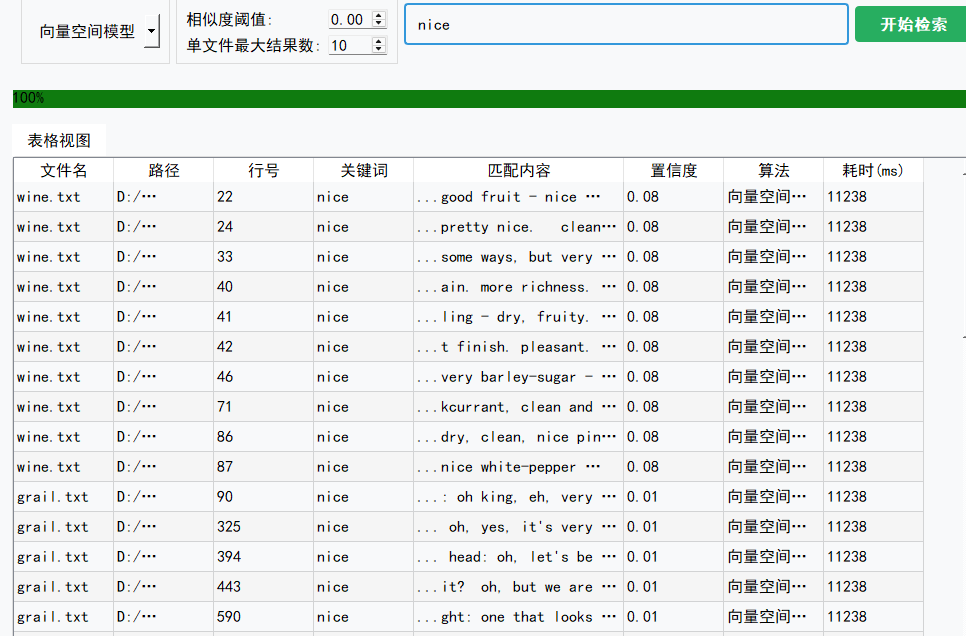 向量空间模型
相似度阈值: 0.00
单文件最大结果数: 10
nice
开始检索
100%
表格视图
文件名 路径 行号 关键词 匹配内容 置信度 算法 耗时(ms)
wine.txt D:/… 22 nice ...good fruit - nice … 0.08 向量空间… 11238
wine.txt D:/… 24 nice ...pretty nice.   clean… 0.08 向量空间… 11238
wine.txt D:/… 33 nice ...some ways, but very … 0.08 向量空间… 11238
wine.txt D:/… 40 nice ...ain. more richness. … 0.08 向量空间… 11238
wine.txt D:/… 41 nice ...ling - dry, fruity. … 0.08 向量空间… 11238
wine.txt D:/… 42 nice ...t finish. pleasant. … 0.08 向量空间… 11238
wine.txt D:/… 46 nice ...very barley-sugar - … 0.08 向量空间… 11238
wine.txt D:/… 71 nice ...kcurrant, clean and … 0.08 向量空间… 11238
wine.txt D:/… 86 nice ...dry, clean, nice pin… 0.08 向量空间… 11238
wine.txt D:/… 87 nice ...nice white-pepper … 0.08 向量空间… 11238
grail.txt D:/… 90 nice ...: oh king, eh, very … 0.01 向量空间… 11238
grail.txt D:/… 325 nice ... oh, yes, it's very … 0.01 向量空间… 11238
grail.txt D:/… 394 nice ... head: oh, let's be … 0.01 向量空间… 11238
grail.txt D:/… 443 nice ...it?  oh, but we are … 0.01 向量空间… 11238
grail.txt D:/… 590 nice ...ght: one that looks … 0.01 向量空间… 11238